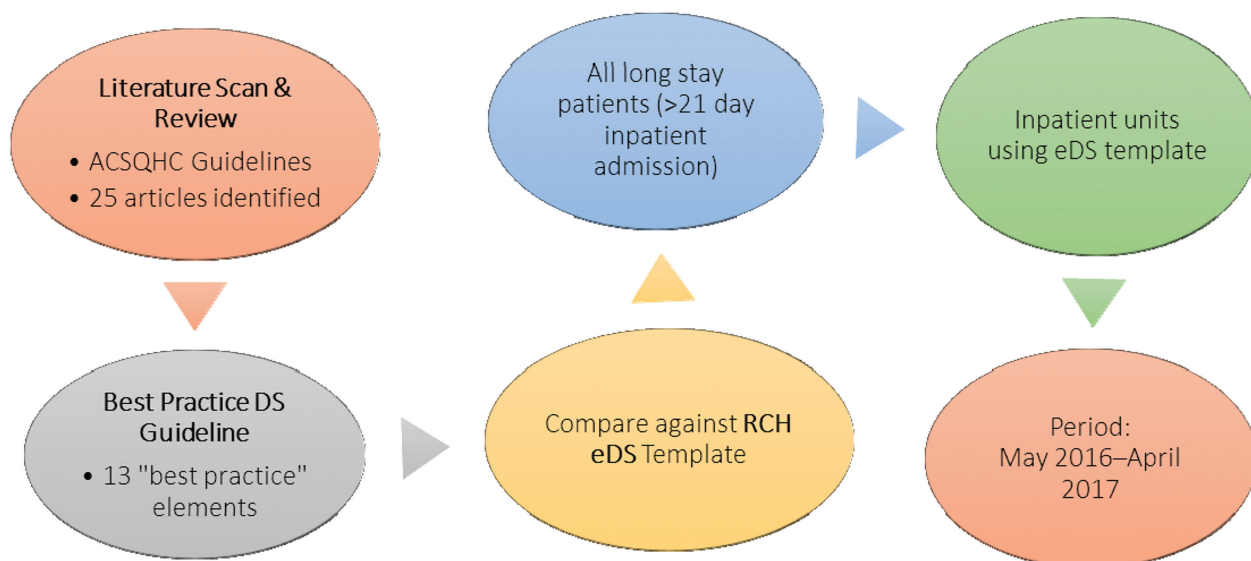 Literature Scan &
Review
• ACSQHC Guidelines
• 25 articles identified
Best Practice DS
Guideline
• 13 "best practice"
elements
Compare against RCH
eDS Template
All long stay
patients (>21 day
inpatient
admission)
Inpatient units
using eDS template
Period:
May 2016–April
2017